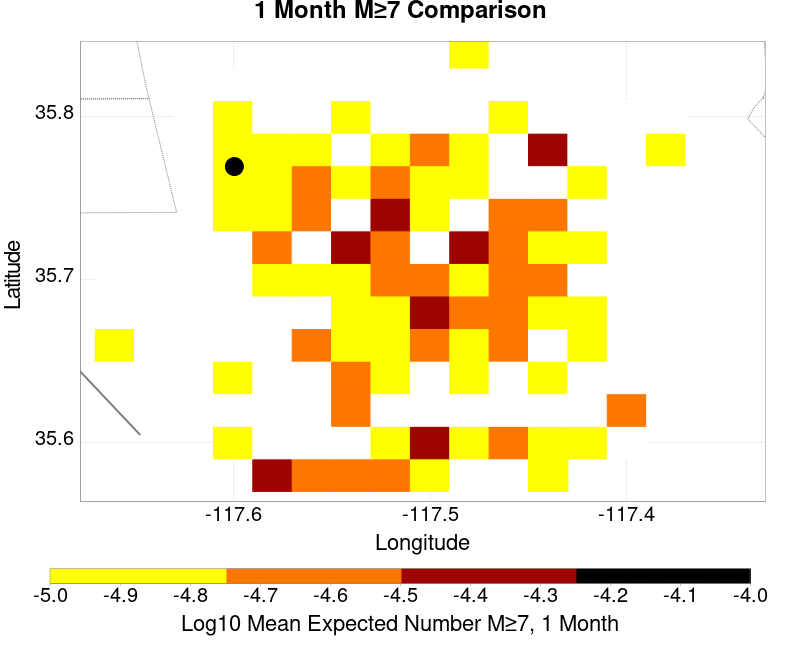 1 Month M≥7 Comparison
35.8
35.7
35.6
Latitude
-117.6 -117.5 -117.4
Longitude
-5.0 -4.9 -4.8 -4.7 -4.6 -4.5 -4.4 -4.3 -4.2 -4.1 -4.0
Log10 Mean Expected Number M≥7, 1 Month